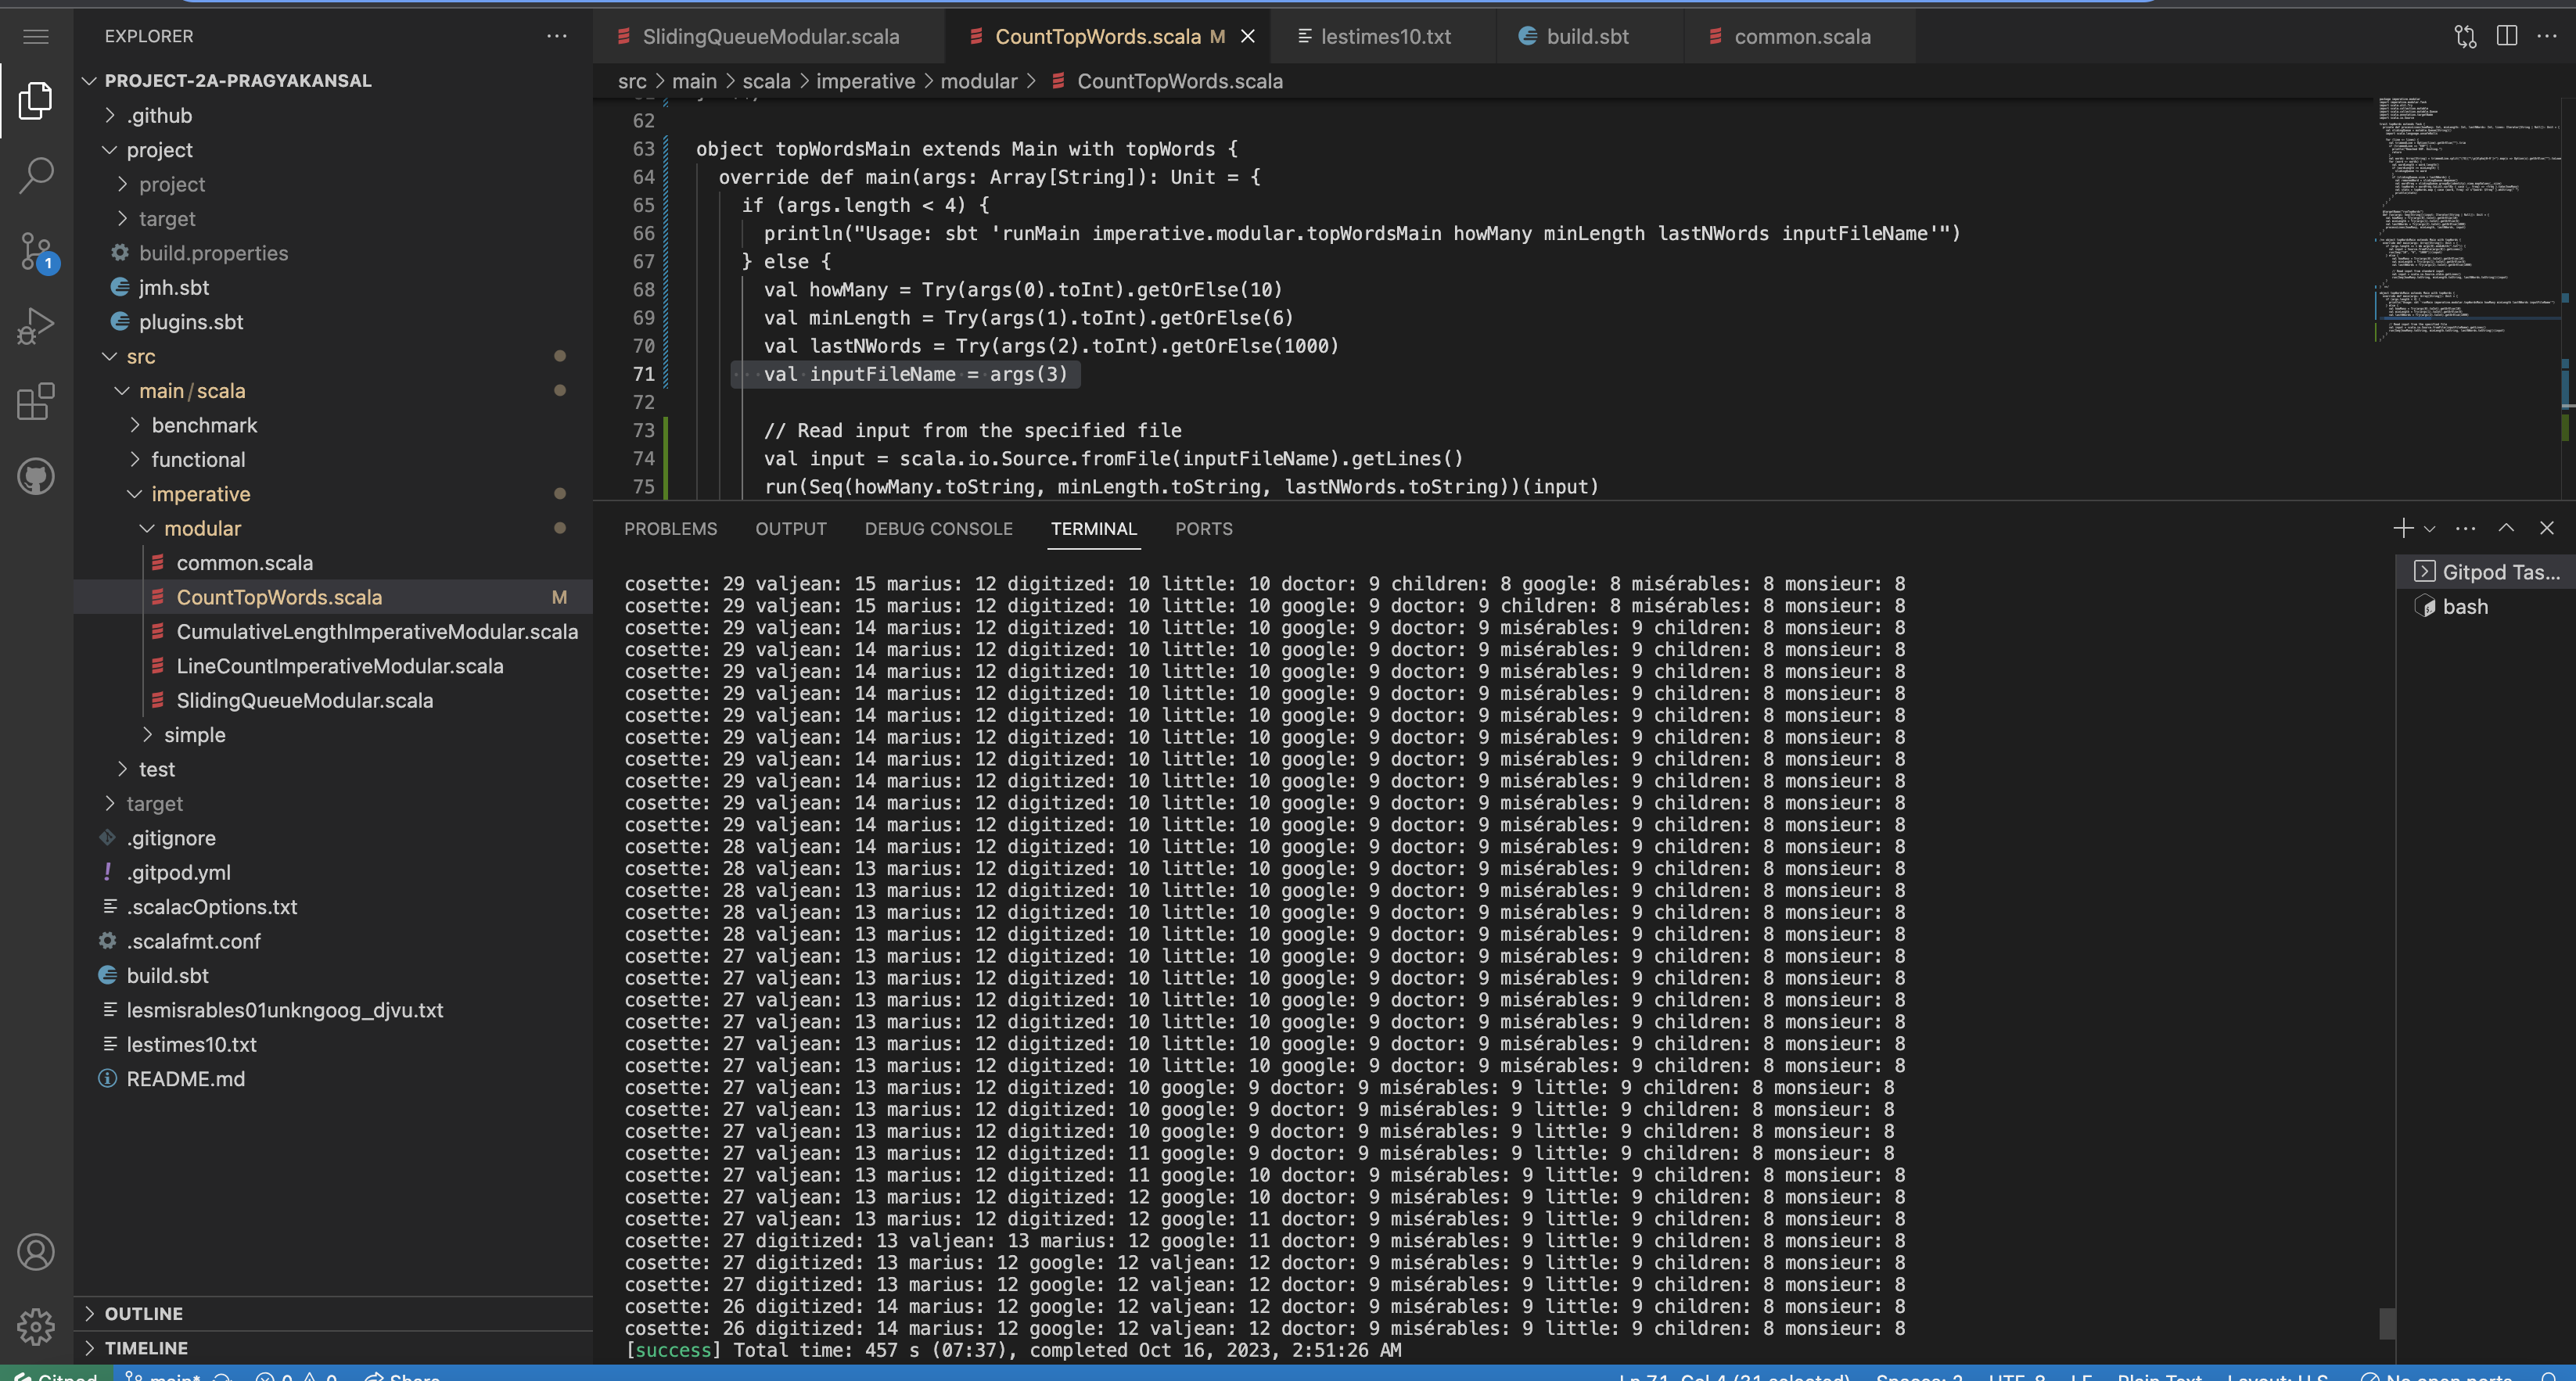 EXPLORER
PROJECT-2A-PRAGYAKANSAL
.github
project
project
target
build.properties
jmh.sbt
plugins.sbt
src
main/scala
benchmark
functional
imperative
modular
common.scala
CountTopWords.scala M
CumulativeLengthImperativeModular.scala
LineCountImperativeModular.scala
SlidingQueueModular.scala
simple
test
target
.gitignore
.gitpod.yml
.scalacOptions.txt
.scalafmt.conf
build.sbt
lesmisrables01unkngoog_djvu.txt
lestimes10.txt
README.md
OUTLINE
TIMELINE
1
SlidingQueueModular.scala CountTopWords.scala M lestimes10.txt build.sbt common.scala
src > main > scala > imperative > modular > CountTopWords.scala
62
63 object topWordsMain extends Main with topWords {
64 override def main(args: Array[String]): Unit = {
65 if (args.length < 4) {
66 println("Usage: sbt 'runMain imperative.modular.topWordsMain howMany minLength lastNWords inputFileName'")
67 } else {
68 val howMany = Try(args(0).toInt).getOrElse(10)
69 val minLength = Try(args(1).toInt).getOrElse(6)
70 val lastNWords = Try(args(2).toInt).getOrElse(1000)
71 val inputFileName = args(3)
72
73 // Read input from the specified file
74 val input = scala.io.Source.fromFile(inputFileName).getLines()
75 run(Seq(howMany.toString, minLength.toString, lastNWords.toString))(input)
PROBLEMS OUTPUT DEBUG CONSOLE TERMINAL PORTS
cosette: 29 valjean: 15 marius: 12 digitized: 10 little: 10 doctor: 9 children: 8 google: 8 misérables: 8 monsieur: 8
cosette: 29 valjean: 15 marius: 12 digitized: 10 little: 10 google: 9 doctor: 9 children: 8 misérables: 8 monsieur: 8
cosette: 29 valjean: 14 marius: 12 digitized: 10 little: 10 google: 9 doctor: 9 misérables: 9 children: 8 monsieur: 8
cosette: 29 valjean: 14 marius: 12 digitized: 10 little: 10 google: 9 doctor: 9 misérables: 9 children: 8 monsieur: 8
cosette: 29 valjean: 14 marius: 12 digitized: 10 little: 10 google: 9 doctor: 9 misérables: 9 children: 8 monsieur: 8
cosette: 29 valjean: 14 marius: 12 digitized: 10 little: 10 google: 9 doctor: 9 misérables: 9 children: 8 monsieur: 8
cosette: 29 valjean: 14 marius: 12 digitized: 10 little: 10 google: 9 doctor: 9 misérables: 9 children: 8 monsieur: 8
cosette: 29 valjean: 14 marius: 12 digitized: 10 little: 10 google: 9 doctor: 9 misérables: 9 children: 8 monsieur: 8
cosette: 29 valjean: 14 marius: 12 digitized: 10 little: 10 google: 9 doctor: 9 misérables: 9 children: 8 monsieur: 8
cosette: 29 valjean: 14 marius: 12 digitized: 10 little: 10 google: 9 doctor: 9 misérables: 9 children: 8 monsieur: 8
cosette: 29 valjean: 14 marius: 12 digitized: 10 little: 10 google: 9 doctor: 9 misérables: 9 children: 8 monsieur: 8
cosette: 29 valjean: 14 marius: 12 digitized: 10 little: 10 google: 9 doctor: 9 misérables: 9 children: 8 monsieur: 8
cosette: 28 valjean: 14 marius: 12 digitized: 10 little: 10 google: 9 doctor: 9 misérables: 9 children: 8 monsieur: 8
cosette: 28 valjean: 13 marius: 12 digitized: 10 little: 10 google: 9 doctor: 9 misérables: 9 children: 8 monsieur: 8
cosette: 28 valjean: 13 marius: 12 digitized: 10 little: 10 google: 9 doctor: 9 misérables: 9 children: 8 monsieur: 8
cosette: 28 valjean: 13 marius: 12 digitized: 10 little: 10 google: 9 doctor: 9 misérables: 9 children: 8 monsieur: 8
cosette: 28 valjean: 13 marius: 12 digitized: 10 little: 10 google: 9 doctor: 9 misérables: 9 children: 8 monsieur: 8
cosette: 27 valjean: 13 marius: 12 digitized: 10 little: 10 google: 9 doctor: 9 misérables: 9 children: 8 monsieur: 8
cosette: 27 valjean: 13 marius: 12 digitized: 10 little: 10 google: 9 doctor: 9 misérables: 9 children: 8 monsieur: 8
cosette: 27 valjean: 13 marius: 12 digitized: 10 little: 10 google: 9 doctor: 9 misérables: 9 children: 8 monsieur: 8
cosette: 27 valjean: 13 marius: 12 digitized: 10 little: 10 google: 9 doctor: 9 misérables: 9 children: 8 monsieur: 8
cosette: 27 valjean: 13 marius: 12 digitized: 10 little: 10 google: 9 doctor: 9 misérables: 9 children: 8 monsieur: 8
cosette: 27 valjean: 13 marius: 12 digitized: 10 little: 10 google: 9 doctor: 9 misérables: 9 children: 8 monsieur: 8
cosette: 27 valjean: 13 marius: 12 digitized: 10 google: 9 doctor: 9 misérables: 9 little: 9 children: 8 monsieur: 8
cosette: 27 valjean: 13 marius: 12 digitized: 10 google: 9 doctor: 9 misérables: 9 little: 9 children: 8 monsieur: 8
cosette: 27 valjean: 13 marius: 12 digitized: 10 google: 9 doctor: 9 misérables: 9 little: 9 children: 8 monsieur: 8
cosette: 27 valjean: 13 marius: 12 digitized: 11 google: 9 doctor: 9 misérables: 9 little: 9 children: 8 monsieur: 8
cosette: 27 valjean: 13 marius: 12 digitized: 11 google: 10 doctor: 9 misérables: 9 little: 9 children: 8 monsieur: 8
cosette: 27 valjean: 13 marius: 12 digitized: 12 google: 10 doctor: 9 misérables: 9 little: 9 children: 8 monsieur: 8
cosette: 27 valjean: 13 marius: 12 digitized: 12 google: 11 doctor: 9 misérables: 9 little: 9 children: 8 monsieur: 8
cosette: 27 digitized: 13 valjean: 13 marius: 12 google: 11 doctor: 9 misérables: 9 little: 9 children: 8 monsieur: 8
cosette: 27 digitized: 13 marius: 12 google: 12 valjean: 12 doctor: 9 misérables: 9 little: 9 children: 8 monsieur: 8
cosette: 27 digitized: 13 marius: 12 google: 12 valjean: 12 doctor: 9 misérables: 9 little: 9 children: 8 monsieur: 8
cosette: 26 digitized: 14 marius: 12 google: 12 valjean: 12 doctor: 9 misérables: 9 little: 9 children: 8 monsieur: 8
cosette: 26 digitized: 14 marius: 12 google: 12 valjean: 12 doctor: 9 misérables: 9 little: 9 children: 8 monsieur: 8
[success] Total time: 457 s (07:37), completed Oct 16, 2023, 2:51:26 AM
Gitpod Tas...
bash
Gitpod main* 0 0 Share Ln 71, Col 4 (31 selected) Spaces: 2 UTF-8 LF Plain Text Layout: U.S. No open ports